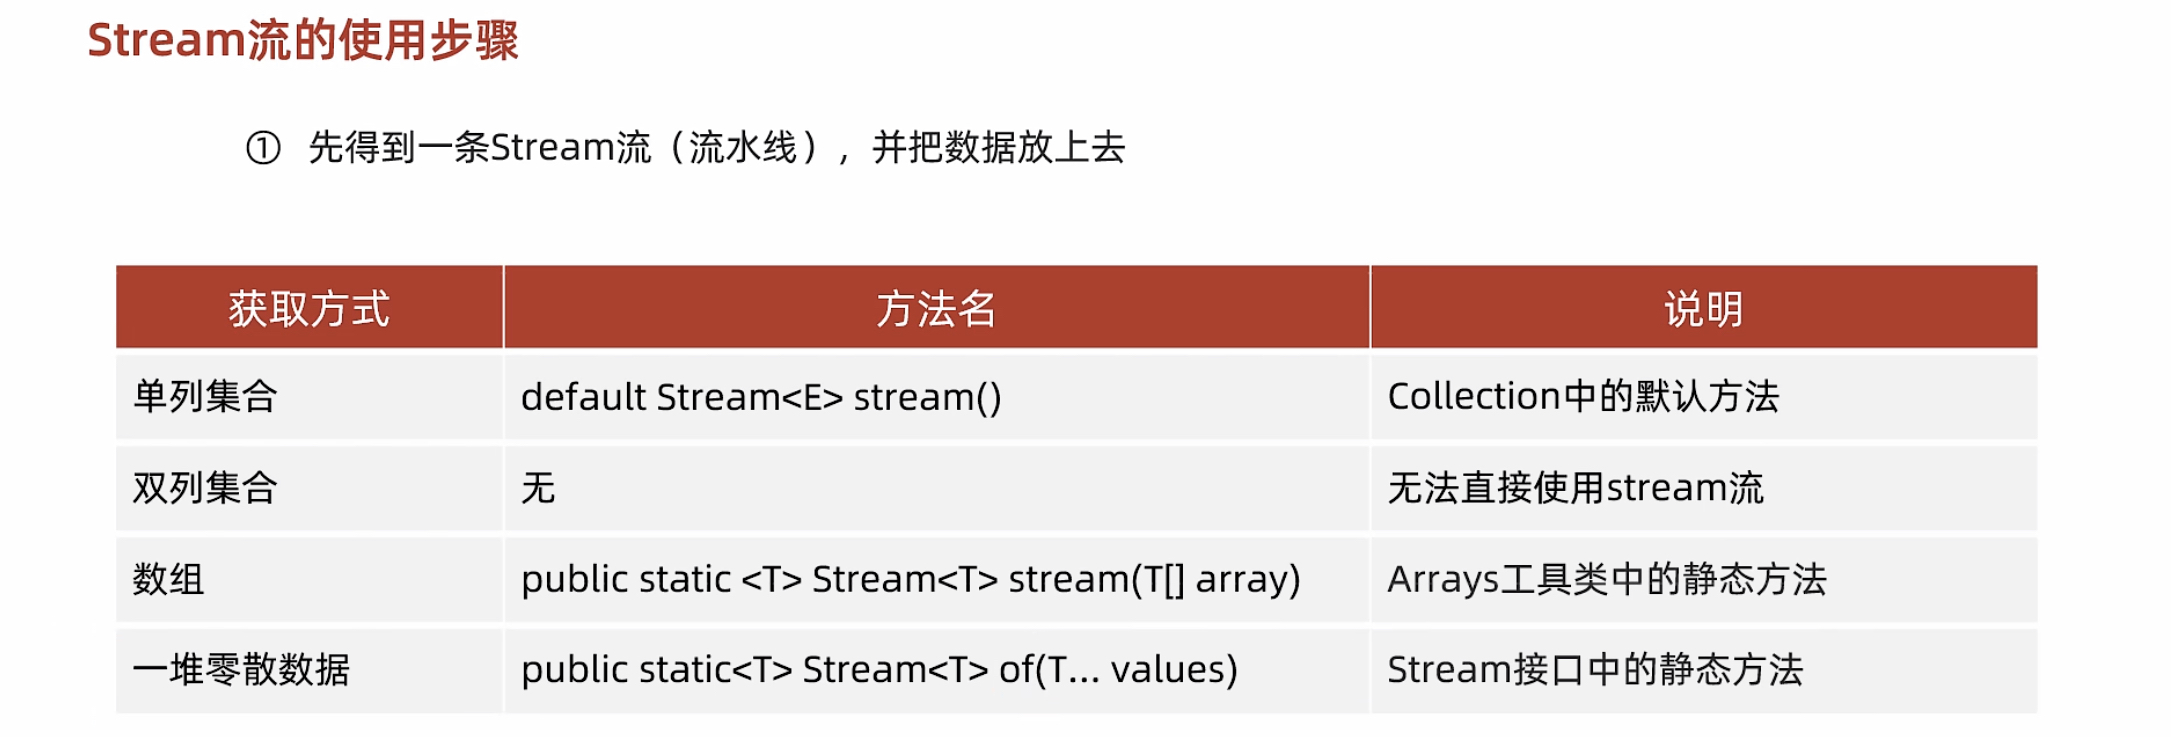 Stream流的使用步骤
① 先得到一条Stream流（流水线），并把数据放上去
获取方式 方法名 说明
单列集合 default Stream<E> stream() Collection中的默认方法
双列集合 无 无法直接使用stream流
数组 public static <T> Stream<T> stream(T[] array) Arrays工具类中的静态方法
一堆零散数据 public static<T> Stream<T> of(T... values) Stream接口中的静态方法